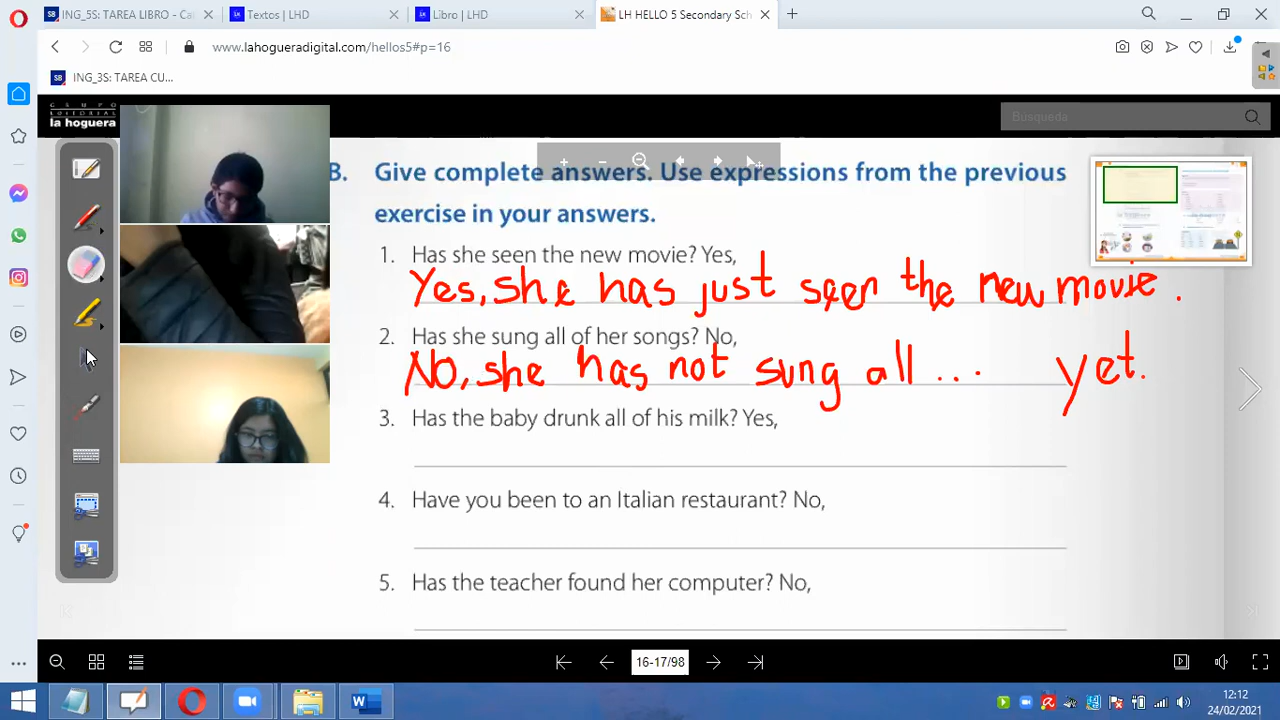 ING_3S: TAREA LIBRO - Ca
Textos | LHD
Libro | LHD
LH HELLO 5 Secondary Sch
www.lahogueradigital.com/hellos5#p=16
ING_3S: TAREA CU...
GRUPO
EDITORIAL
la hoguera
Búsqueda
B. Give complete answers. Use expressions from the previous
exercise in your answers.
1. Has she seen the new movie? Yes,
Yes, she has just seen the new movie.
2. Has she sung all of her songs? No,
No, she has not sung all ... yet.
3. Has the baby drunk all of his milk? Yes,
4. Have you been to an Italian restaurant? No,
5. Has the teacher found her computer? No,
16-17/98
12:12
24/02/2021